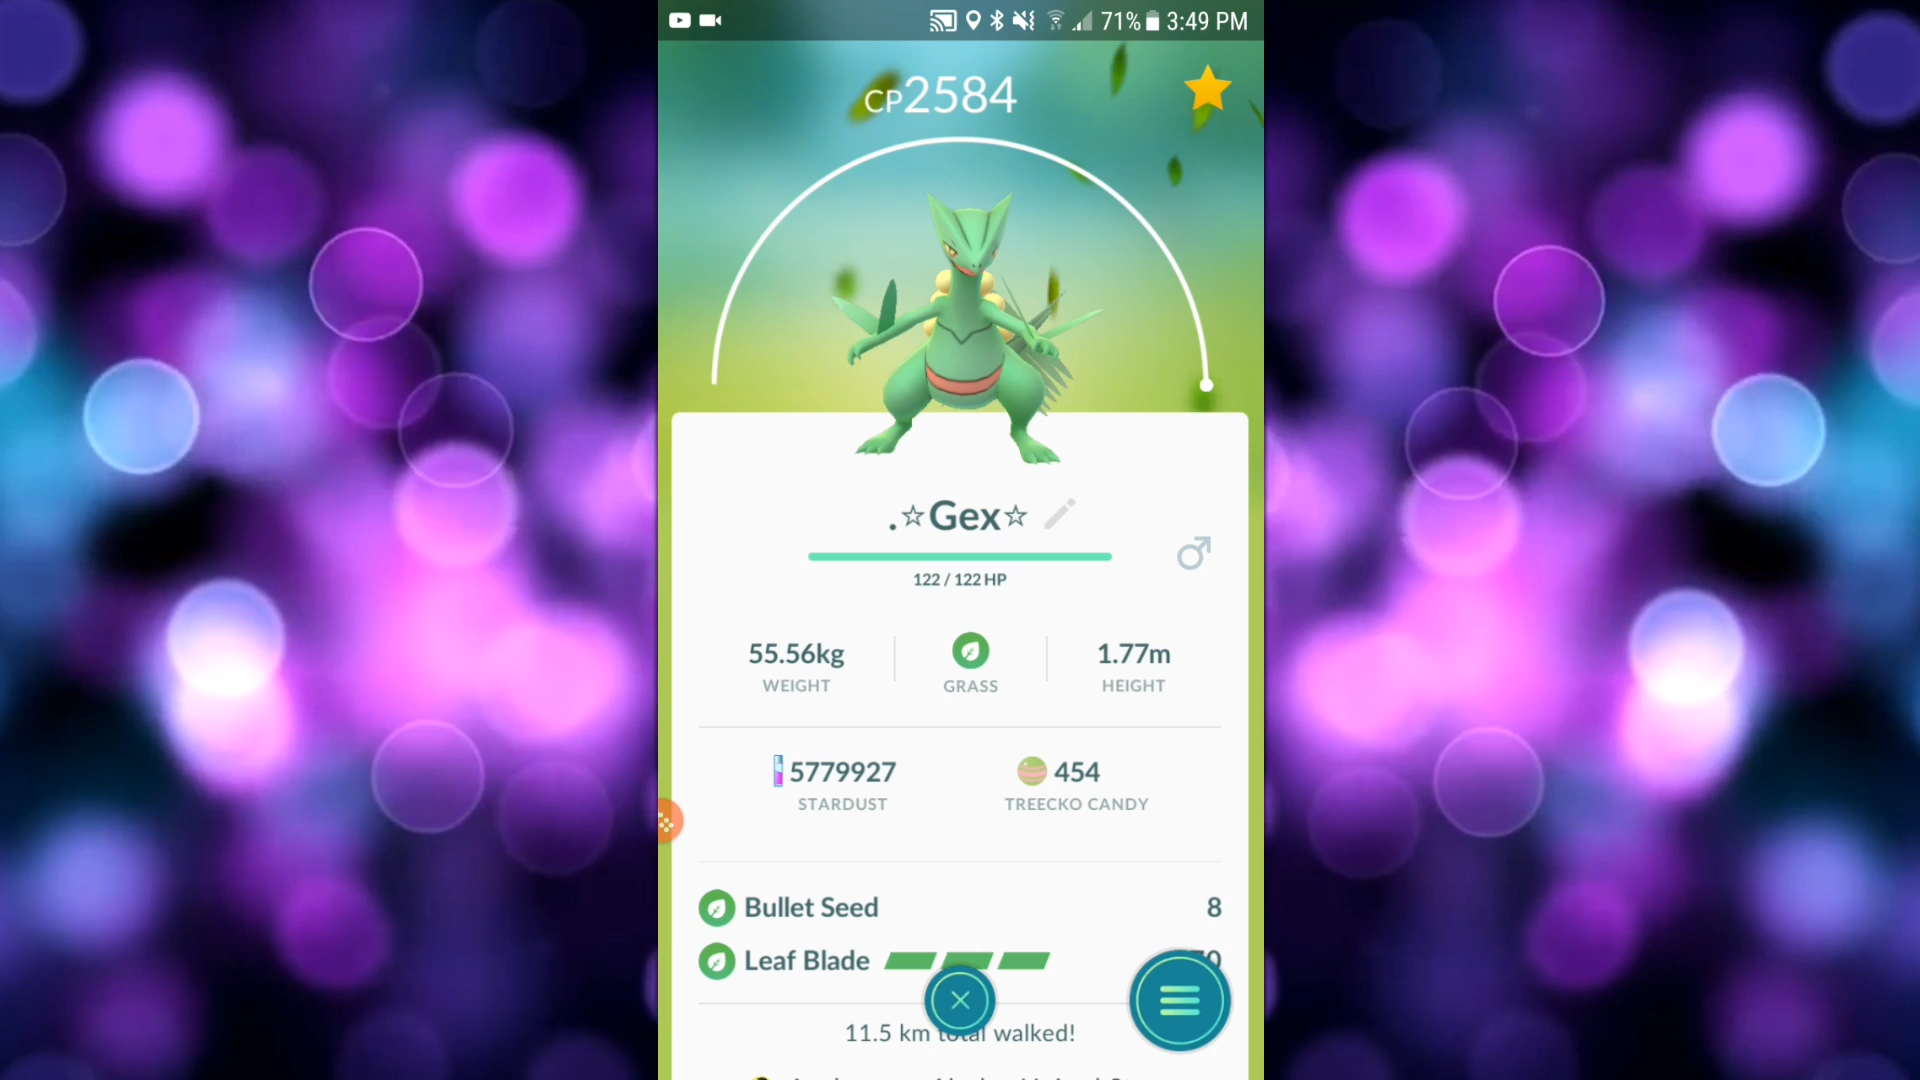 71% 3:49 PM
CP2584
.☆Gex☆
122 / 122 HP
55.56kg GRASS 1.77m
WEIGHT HEIGHT
5779927 454
STARDUST TREECKO CANDY
Bullet Seed 8
Leaf Blade
11.5 km total walked!